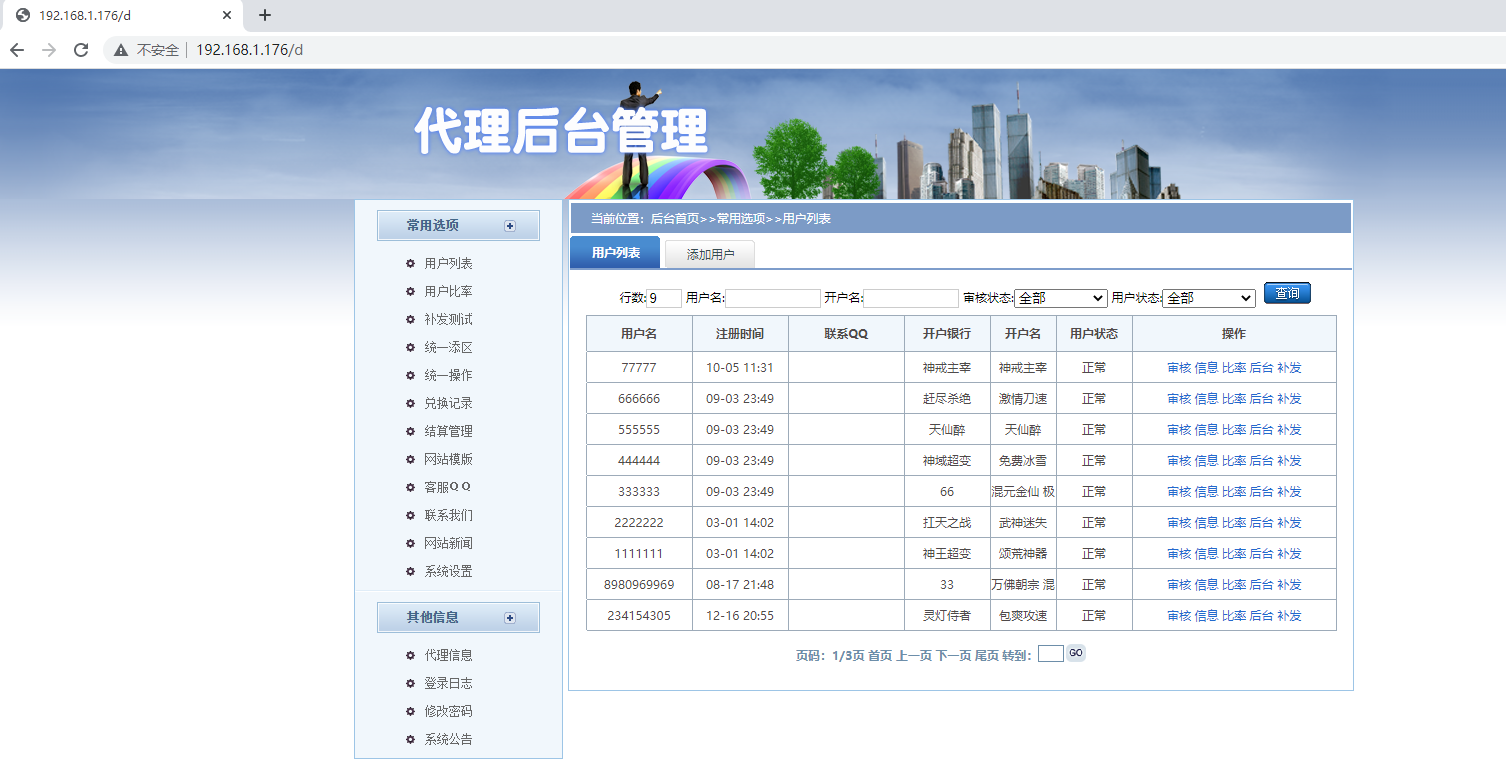 192.168.1.176/d
不安全 192.168.1.176/d
代理后台管理
常用选项
用户列表
用户比率
补发测试
统一添区
统一操作
兑换记录
结算管理
网站模版
客服Q Q
联系我们
网站新闻
系统设置
其他信息
代理信息
登录日志
修改密码
系统公告
当前位置：后台首页>>常用选项>>用户列表
用户列表 添加用户
行数:9 用户名: 开户名: 审核状态:全部 用户状态:全部 查询
用户名 注册时间 联系QQ 开户银行 开户名 用户状态 操作
77777 10-05 11:31 神戒主宰 神戒主宰 正常 审核 信息 比率 后台 补发
666666 09-03 23:49 赶尽杀绝 激情刀速 正常 审核 信息 比率 后台 补发
555555 09-03 23:49 天仙醉 天仙醉 正常 审核 信息 比率 后台 补发
444444 09-03 23:49 神域超变 免费冰雪 正常 审核 信息 比率 后台 补发
333333 09-03 23:49 66 混元金仙 极 正常 审核 信息 比率 后台 补发
2222222 03-01 14:02 扛天之战 武神迷失 正常 审核 信息 比率 后台 补发
1111111 03-01 14:02 神王超变 颂荒神器 正常 审核 信息 比率 后台 补发
8980969969 08-17 21:48 33 万佛朝宗 混 正常 审核 信息 比率 后台 补发
234154305 12-16 20:55 灵灯侍者 包爽攻速 正常 审核 信息 比率 后台 补发
页码：1/3页 首页 上一页 下一页 尾页 转到： GO